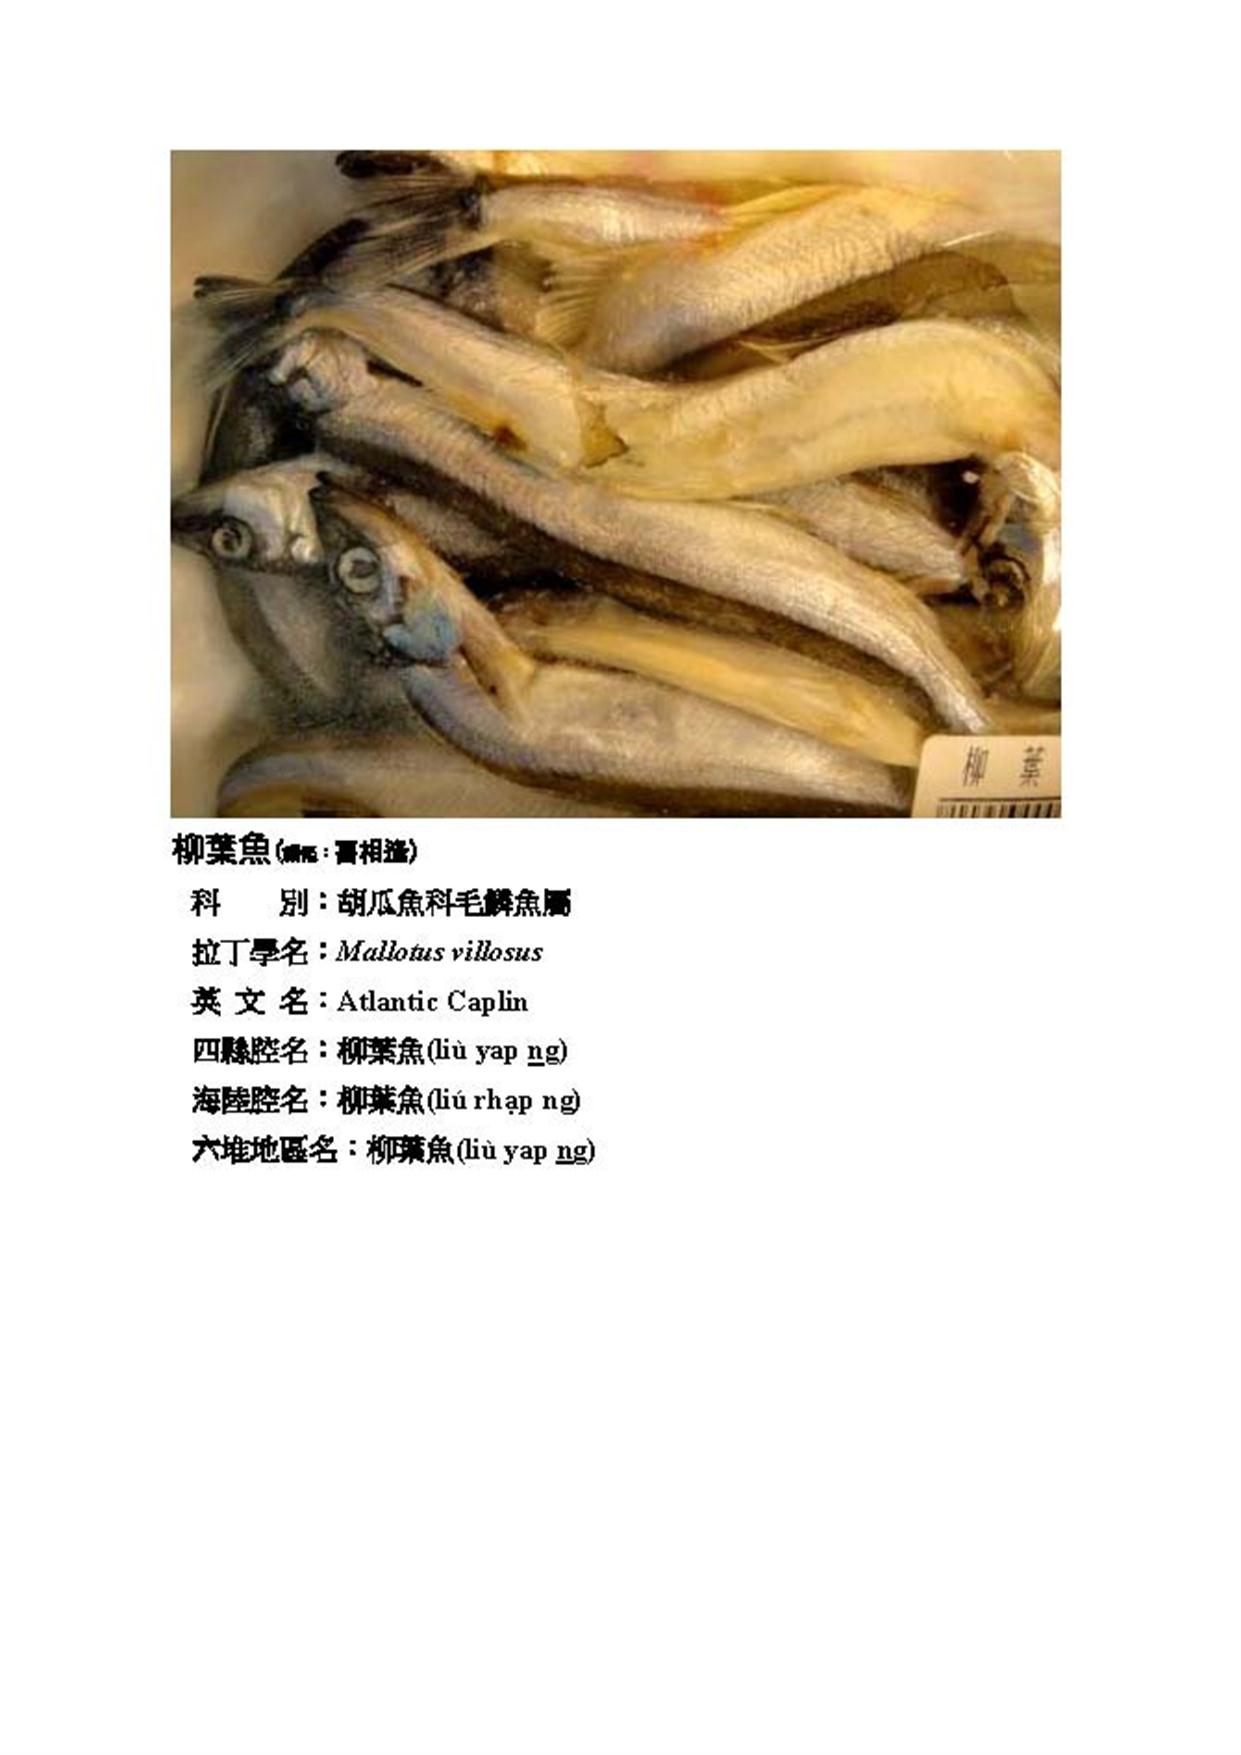 柳 葉
柳葉魚(喜相逢)
科 別：胡瓜魚科毛鱗魚屬
拉丁學名：Mallotus villosus
英 文 名：Atlantic Caplin
四縣腔名：柳葉魚(liù yap ng)
海陸腔名：柳葉魚(liú rhạp ng)
六堆地區名：柳葉魚(liù yap ng)